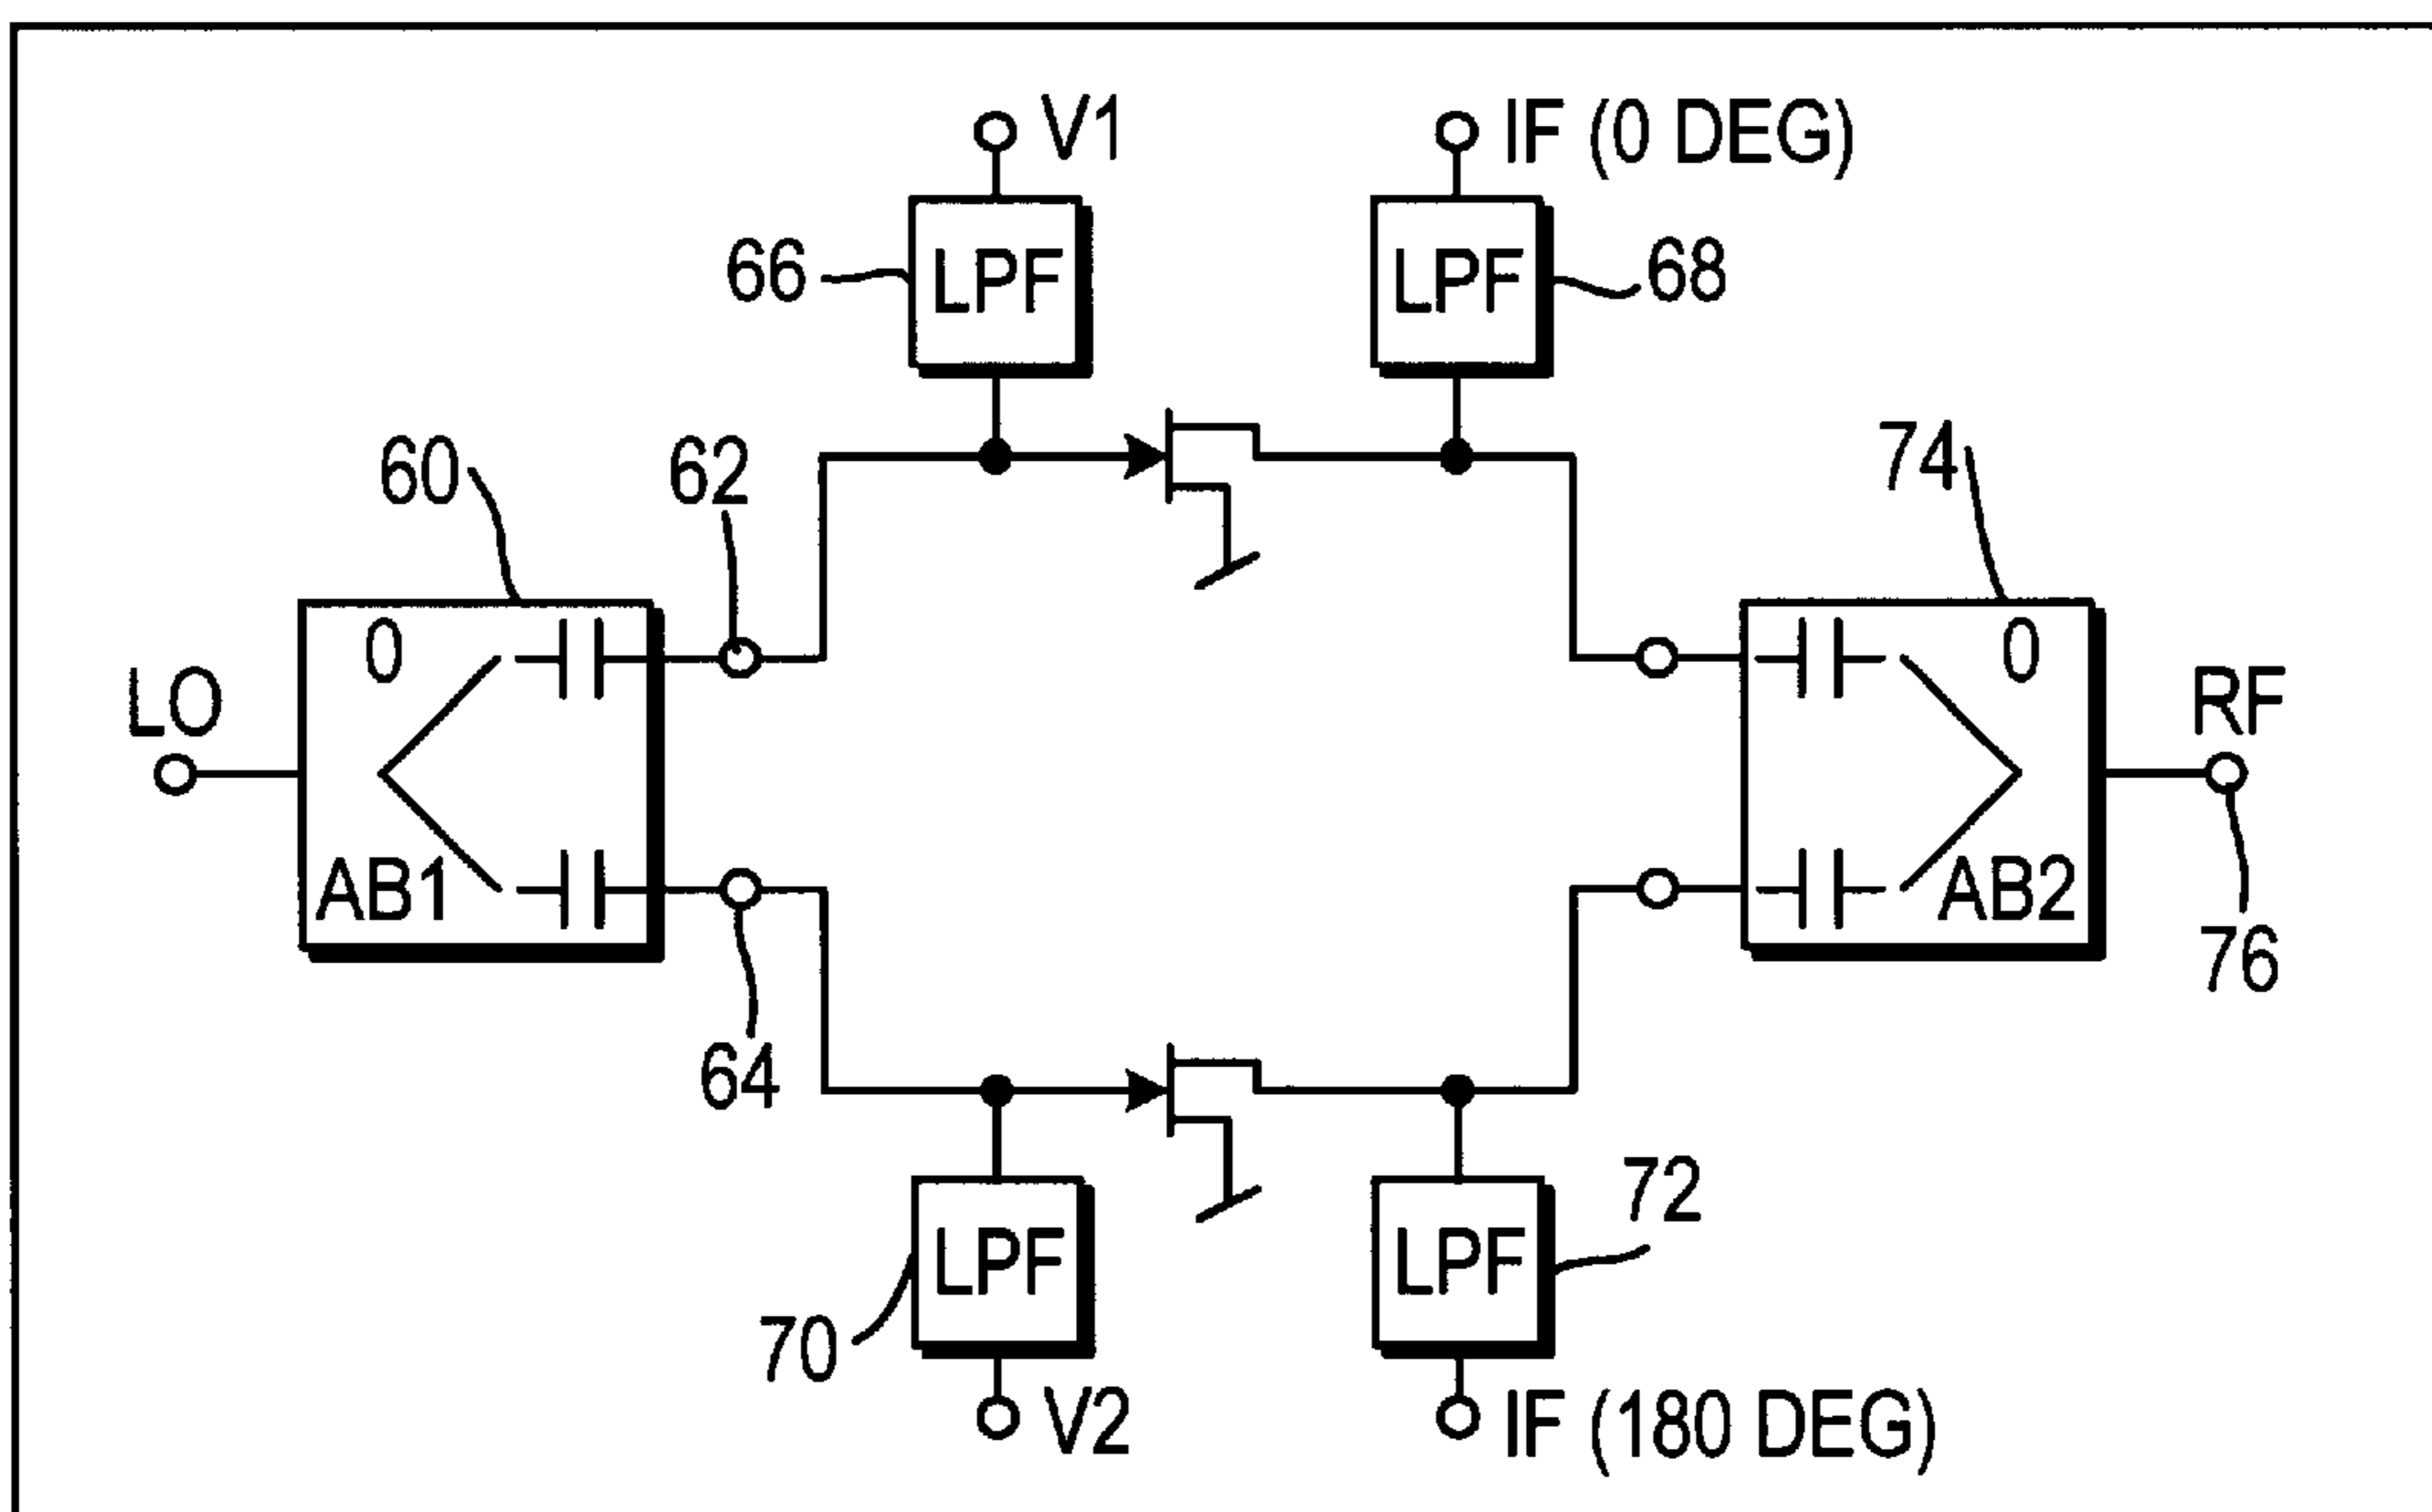 V1
IF (0 DEG)
66
LPF
LPF
68
60
62
74
0
0
LO
RF
AB1
AB2
76
64
72
LPF
LPF
70
V2
IF (180 DEG)